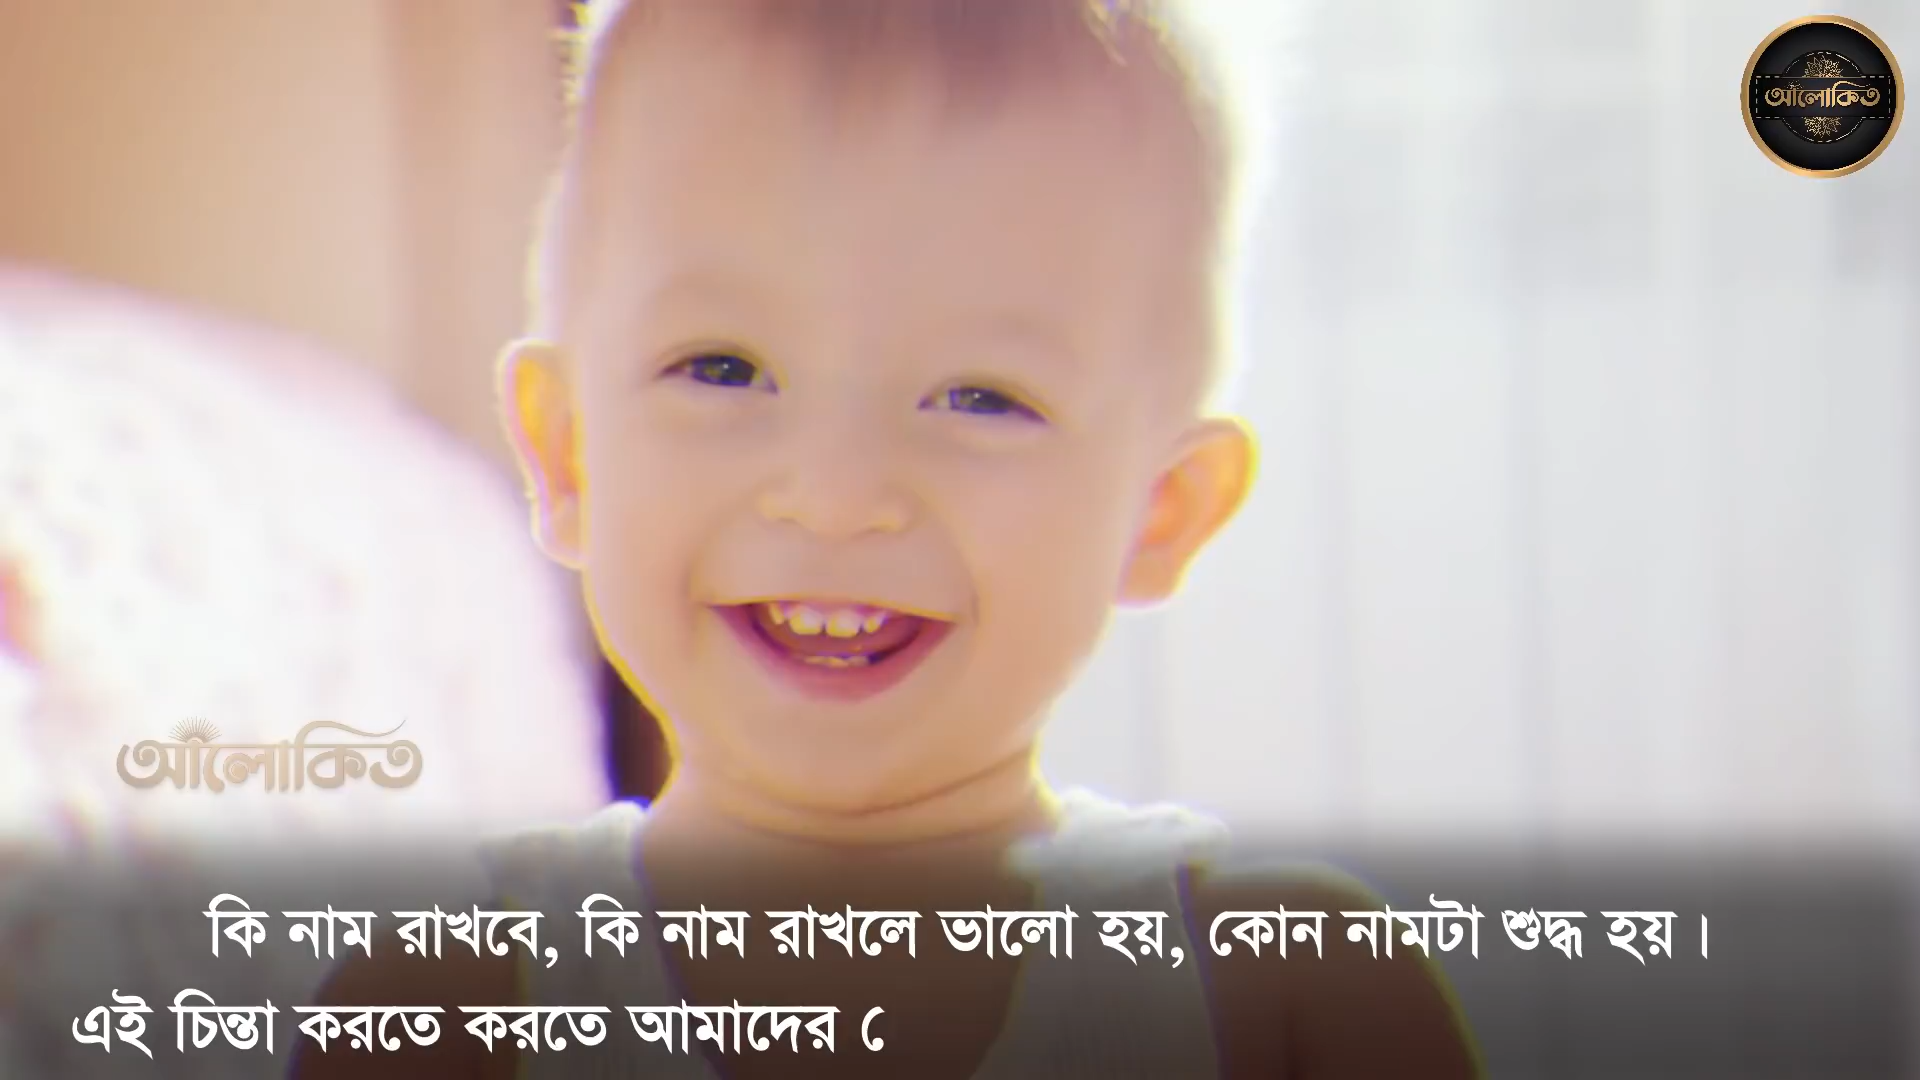 আলোকিত
আলোকিত
কি নাম রাখবে, কি নাম রাখলে ভালো হয়, কোন নামটা শুদ্ধ হয়।
এই চিন্তা করতে করতে আমাদের ে